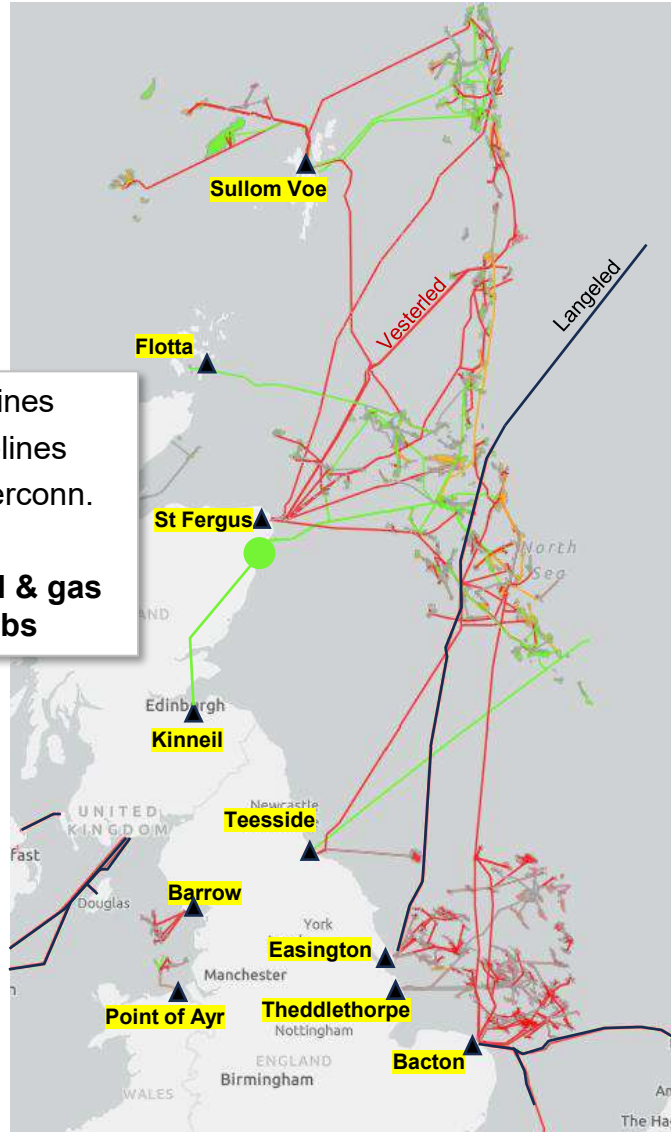 Sullom Voe
Langeled
Vesterled
Flotta
ines
lines
erconn.
St Fergus
North
Sea
l & gas
bs
AND
Edinburgh
Kinneil
Newcastle
UNITED
KINGDOM
Teesside
fast
Barrow
Douglas
York
Easington
Manchester
Theddlethorpe
Point of Ayr
Nottingham
Bacton
ENGLAND
Birmingham
WALES
Am
The Ha